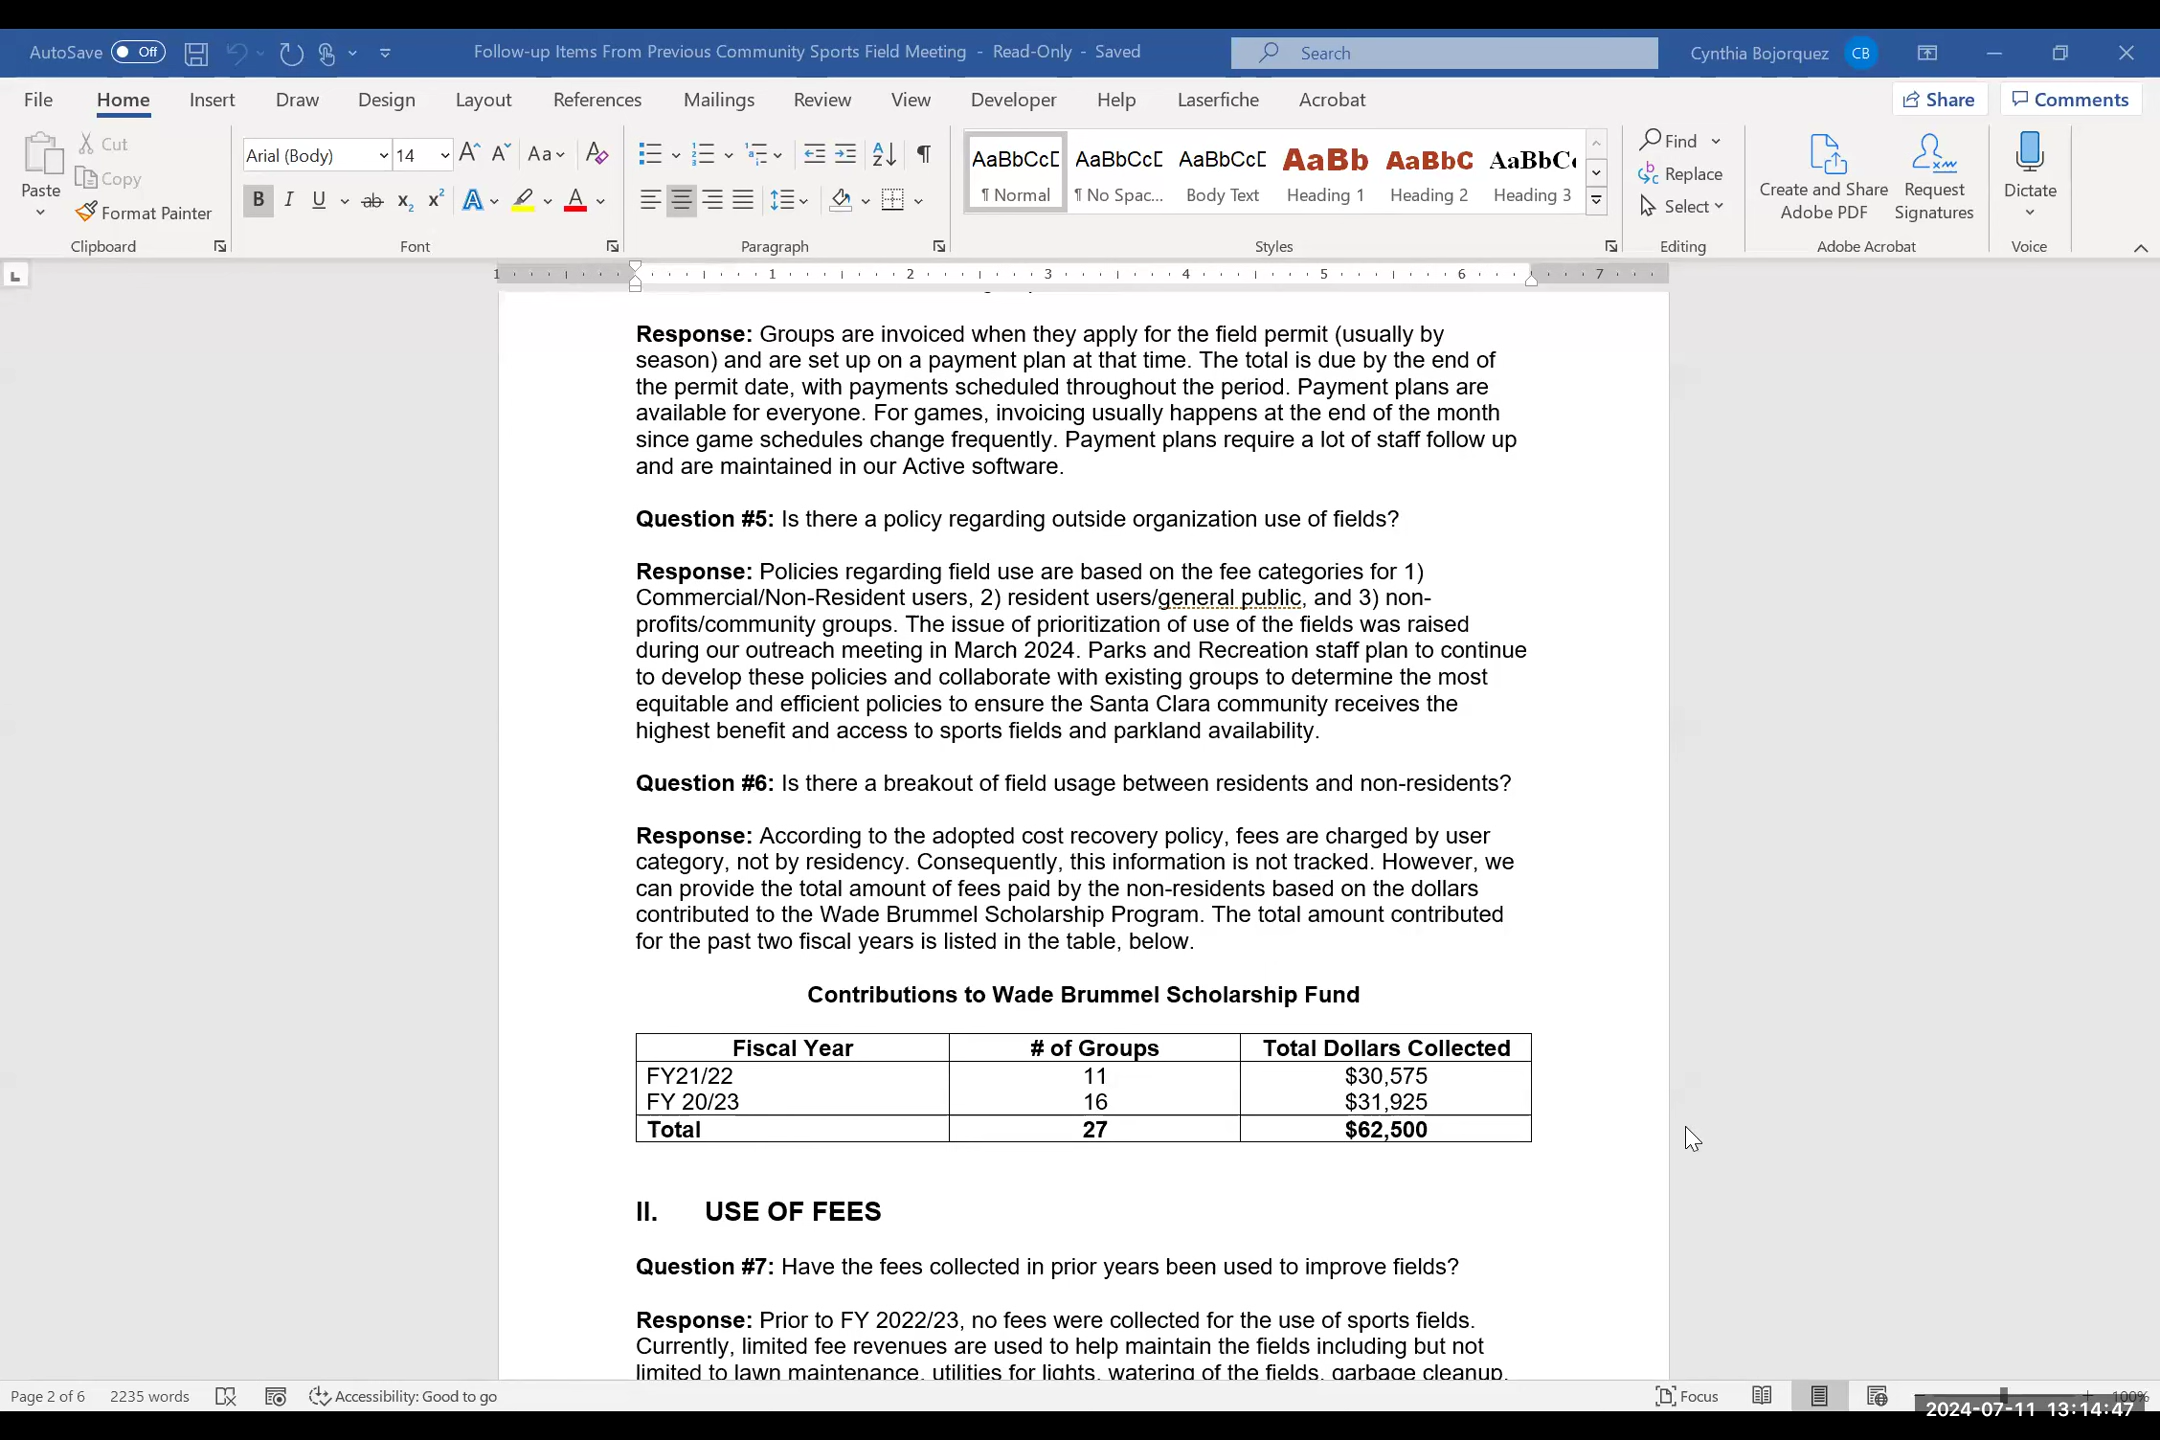 AutoSave Off Follow-up Items From Previous Community Sports Field Meeting - Read-Only - Saved Search Cynthia Bojorquez CB
File Home Insert Draw Design Layout References Mailings Review View Developer Help Laserfiche Acrobat Share Comments
Paste
Cut
Copy
Format Painter
Clipboard
Arial (Body) 14
Font
Paragraph
AaBbCcD AaBbCcD AaBbCcD AaBb AaBbC AaBbCc
¶ Normal ¶ No Spac... Body Text Heading 1 Heading 2 Heading 3
Styles
Find
Replace
Select
Editing
Create and Share
Adobe PDF
Request
Signatures
Adobe Acrobat
Dictate
Voice
1 1 2 3 4 5 6 7
Response: Groups are invoiced when they apply for the field permit (usually by
season) and are set up on a payment plan at that time. The total is due by the end of
the permit date, with payments scheduled throughout the period. Payment plans are
available for everyone. For games, invoicing usually happens at the end of the month
since game schedules change frequently. Payment plans require a lot of staff follow up
and are maintained in our Active software.
Question #5: Is there a policy regarding outside organization use of fields?
Response: Policies regarding field use are based on the fee categories for 1)
Commercial/Non-Resident users, 2) resident users/general public, and 3) non-
profits/community groups. The issue of prioritization of use of the fields was raised
during our outreach meeting in March 2024. Parks and Recreation staff plan to continue
to develop these policies and collaborate with existing groups to determine the most
equitable and efficient policies to ensure the Santa Clara community receives the
highest benefit and access to sports fields and parkland availability.
Question #6: Is there a breakout of field usage between residents and non-residents?
Response: According to the adopted cost recovery policy, fees are charged by user
category, not by residency. Consequently, this information is not tracked. However, we
can provide the total amount of fees paid by the non-residents based on the dollars
contributed to the Wade Brummel Scholarship Program. The total amount contributed
for the past two fiscal years is listed in the table, below.
Contributions to Wade Brummel Scholarship Fund
Fiscal Year # of Groups Total Dollars Collected
FY21/22 11 $30,575
FY 20/23 16 $31,925
Total 27 $62,500
II. USE OF FEES
Question #7: Have the fees collected in prior years been used to improve fields?
Response: Prior to FY 2022/23, no fees were collected for the use of sports fields.
Currently, limited fee revenues are used to help maintain the fields including but not
limited to lawn maintenance, utilities for lights, watering of the fields, garbage cleanup,
Page 2 of 6 2235 words Accessibility: Good to go Focus 100%
2024-07-11 13:14:47